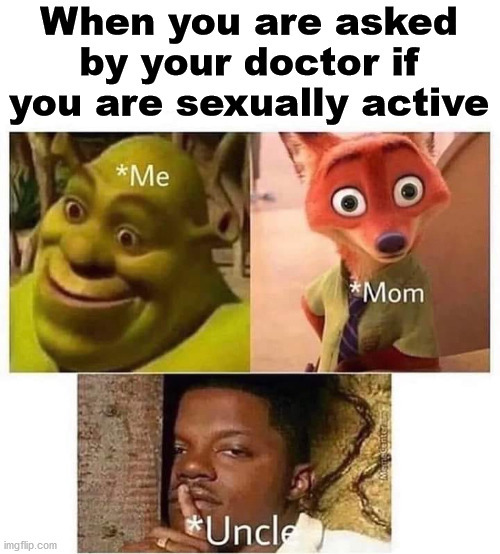 When you are asked
by your doctor if
you are sexually active
*Me
*Mom
*Uncle
imgflip.com